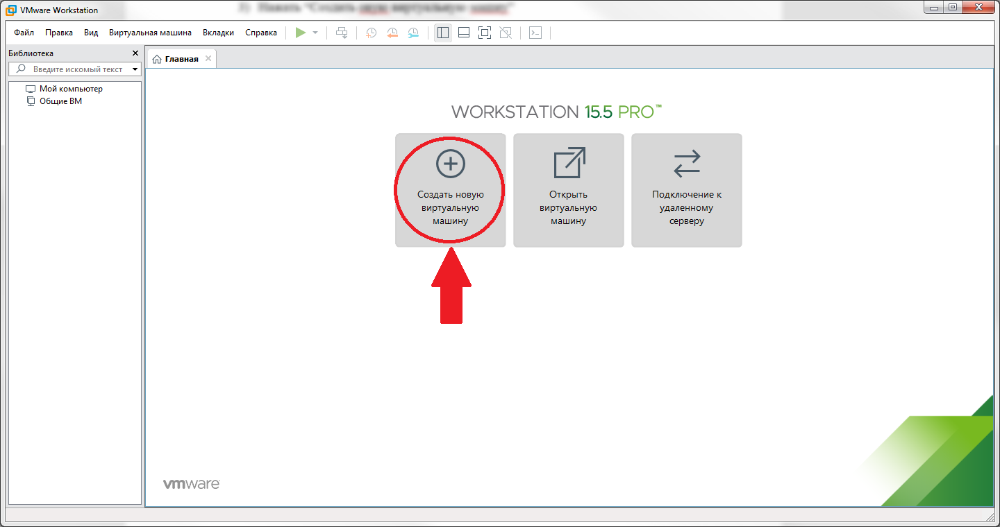 VMware Workstation
3) Нажать "Создать новую виртуальную машину"
Файл Правка Вид Виртуальная машина Вкладки Справка
Библиотека
Главная
Введите искомый текст
Мой компьютер
Общие ВМ
WORKSTATION 15.5 PRO™
Создать новую
виртуальную
машину
Открыть
виртуальную
машину
Подключение к
удаленному
серверу
vmware